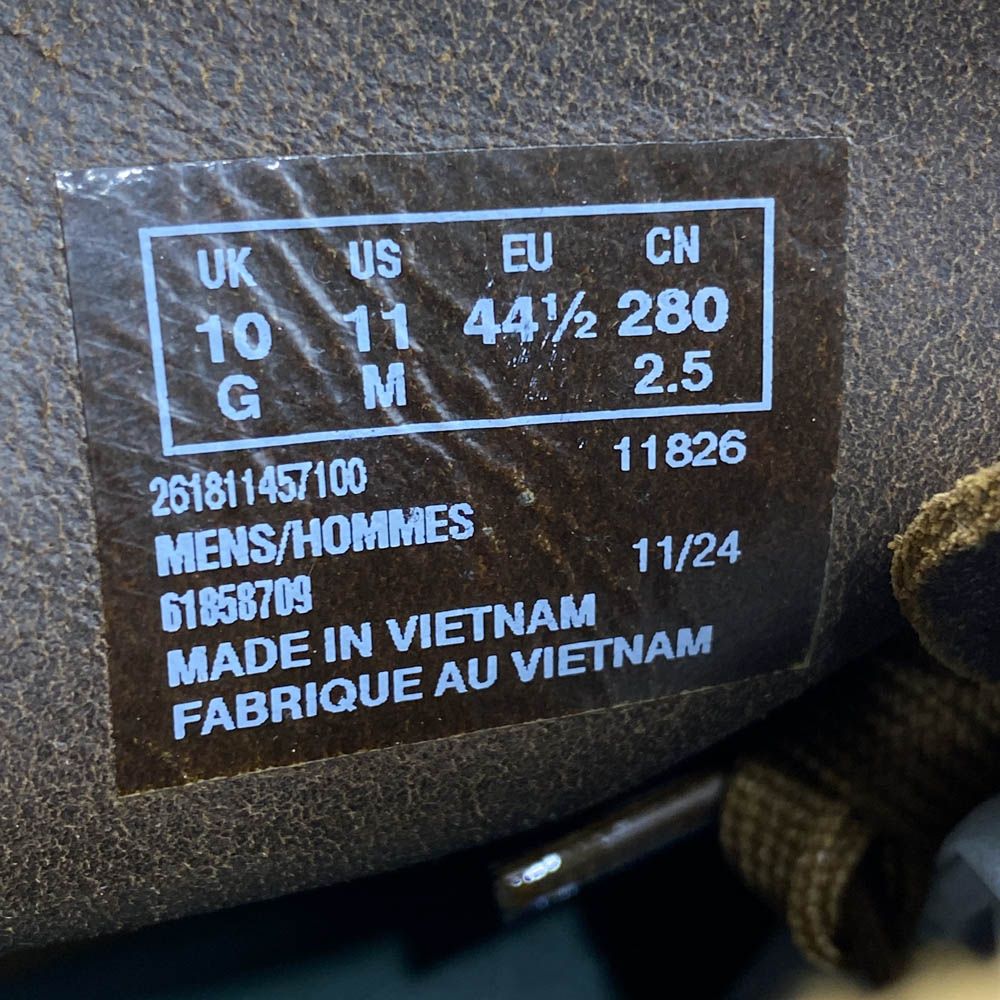 UK US EU CN
10 11 44½ 280
G M 2.5
261811457100 11826
MENS/HOMMES
61858709 11/24
MADE IN VIETNAM
FABRIQUE AU VIETNAM